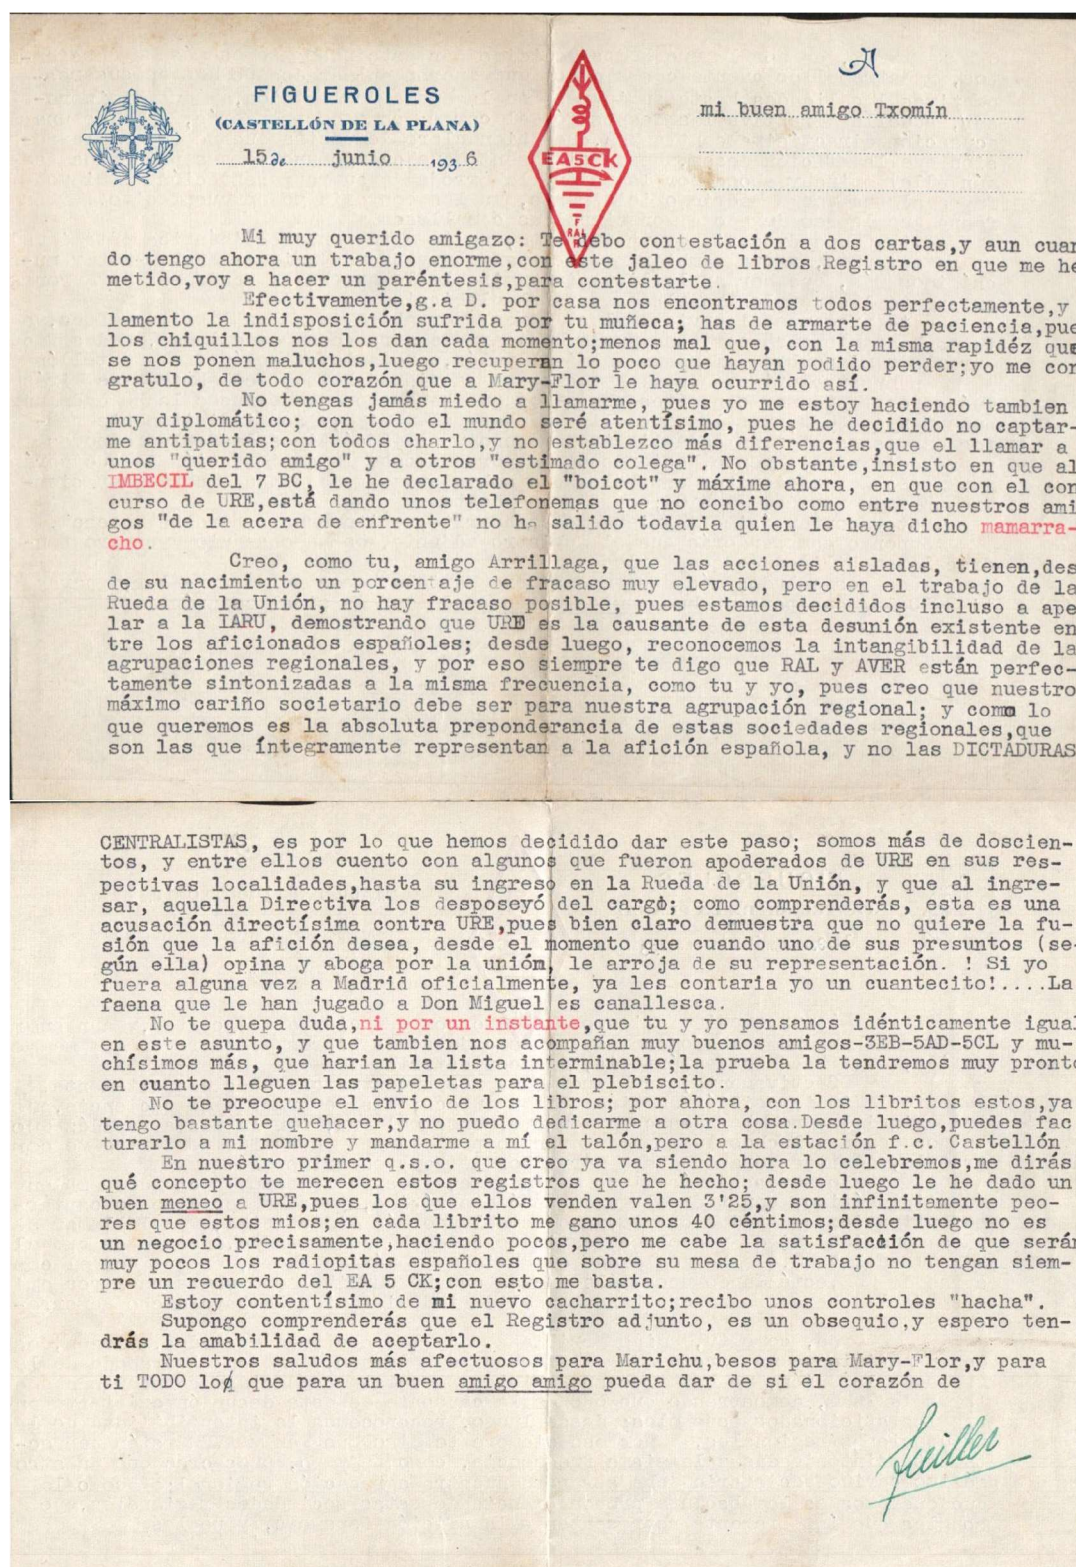 FIGUEROLES
(CASTELLÓN DE LA PLANA)
15 de junio 1936
EA5CK
F
RAL
A
mi buen amigo Txomín
Mi muy querido amigazo: Te debo contestación a dos cartas,y aun cuan
do tengo ahora un trabajo enorme,con este jaleo de libros Registro en que me he
metido,voy a hacer un paréntesis,para contestarte.
Efectivamente,g.a D. por casa nos encontramos todos perfectamente,y
lamento la indisposición sufrida por tu muñeca; has de armarte de paciencia,pue
los chiquillos nos los dan cada momento;menos mal que, con la misma rapidéz que
se nos ponen maluchos,luego recuperan lo poco que hayan podido perder;yo me con
gratulo, de todo corazón que a Mary-Flor le haya ocurrido así.
No tengas jamás miedo a llamarme, pues yo me estoy haciendo tambien
muy diplomático; con todo el mundo seré atentísimo, pues he decidido no captar-
me antipatias;con todos charlo,y no establezco más diferencias,que el llamar a
unos "querido amigo" y a otros "estimado colega". No obstante,insisto en que al
IMBECIL del 7 BC, le he declarado el "boicot" y máxime ahora, en que con el con
curso de URE,está dando unos telefonemas que no concibo como entre nuestros ami
gos "de la acera de enfrente" no ha salido todavia quien le haya dicho mamarra-
cho.
Creo, como tu, amigo Arrillaga, que las acciones aisladas, tienen,des
de su nacimiento un porcentaje de fracaso muy elevado, pero en el trabajo de la
Rueda de la Unión, no hay fracaso posible, pues estamos decididos incluso a ape
lar a la IARU, demostrando que URE es la causante de esta desunión existente en
tre los aficionados españoles; desde luego, reconocemos la intangibilidad de la
agrupaciones regionales, y por eso siempre te digo que RAL y AVER están perfec-
tamente sintonizadas a la misma frecuencia, como tu y yo, pues creo que nuestro
máximo cariño societario debe ser para nuestra agrupación regional; y como lo
que queremos es la absoluta preponderancia de estas sociedades regionales,que
son las que íntegramente representan a la afición española, y no las DICTADURAS
CENTRALISTAS, es por lo que hemos decidido dar este paso; somos más de doscien-
tos, y entre ellos cuento con algunos que fueron apoderados de URE en sus res-
pectivas localidades,hasta su ingreso en la Rueda de la Unión, y que al ingre-
sar, aquella Directiva los desposeyó del cargo; como comprenderás, esta es una
acusación directísima contra URE,pues bien claro demuestra que no quiere la fu-
sión que la afición desea, desde el momento que cuando uno de sus presuntos (se-
gún ella) opina y aboga por la unión, le arroja de su representación. ! Si yo
fuera alguna vez a Madrid oficialmente, ya les contaria yo un cuantecito!....La
faena que le han jugado a Don Miguel es canallesca.
No te quepa duda,ni por un instante,que tu y yo pensamos idénticamente igual
en este asunto, y que tambien nos acompañan muy buenos amigos-3EB-5AD-5CL y mu-
chísimos más, que harian la lista interminable;la prueba la tendremos muy pronto
en cuanto lleguen las papeletas para el plebiscito.
No te preocupe el envio de los libros; por ahora, con los libritos estos,ya
tengo bastante quehacer,y no puedo dedicarme a otra cosa.Desde luego,puedes fac
turarlo a mi nombre y mandarme a mí el talón,pero a la estación f.c. Castellón
En nuestro primer q.s.o. que creo ya va siendo hora lo celebremos,me dirás
qué concepto te merecen estos registros que he hecho; desde luego le he dado un
buen meneo a URE,pues los que ellos venden valen 3'25,y son infinitamente peo-
res que estos mios;en cada librito me gano unos 40 céntimos;desde luego no es
un negocio precisamente,haciendo pocos,pero me cabe la satisfacción de que serán
muy pocos los radiopitas españoles que sobre su mesa de trabajo no tengan siem-
pre un recuerdo del EA 5 CK;con esto me basta.
Estoy contentísimo de mi nuevo cacharrito;recibo unos controles "hacha".
Supongo comprenderás que el Registro adjunto, es un obsequio,y espero ten-
drás la amabilidad de aceptarlo.
Nuestros saludos más afectuosos para Marichu,besos para Mary-Flor,y para
ti TODO lo que para un buen amigo amigo pueda dar de si el corazón de
Guiller